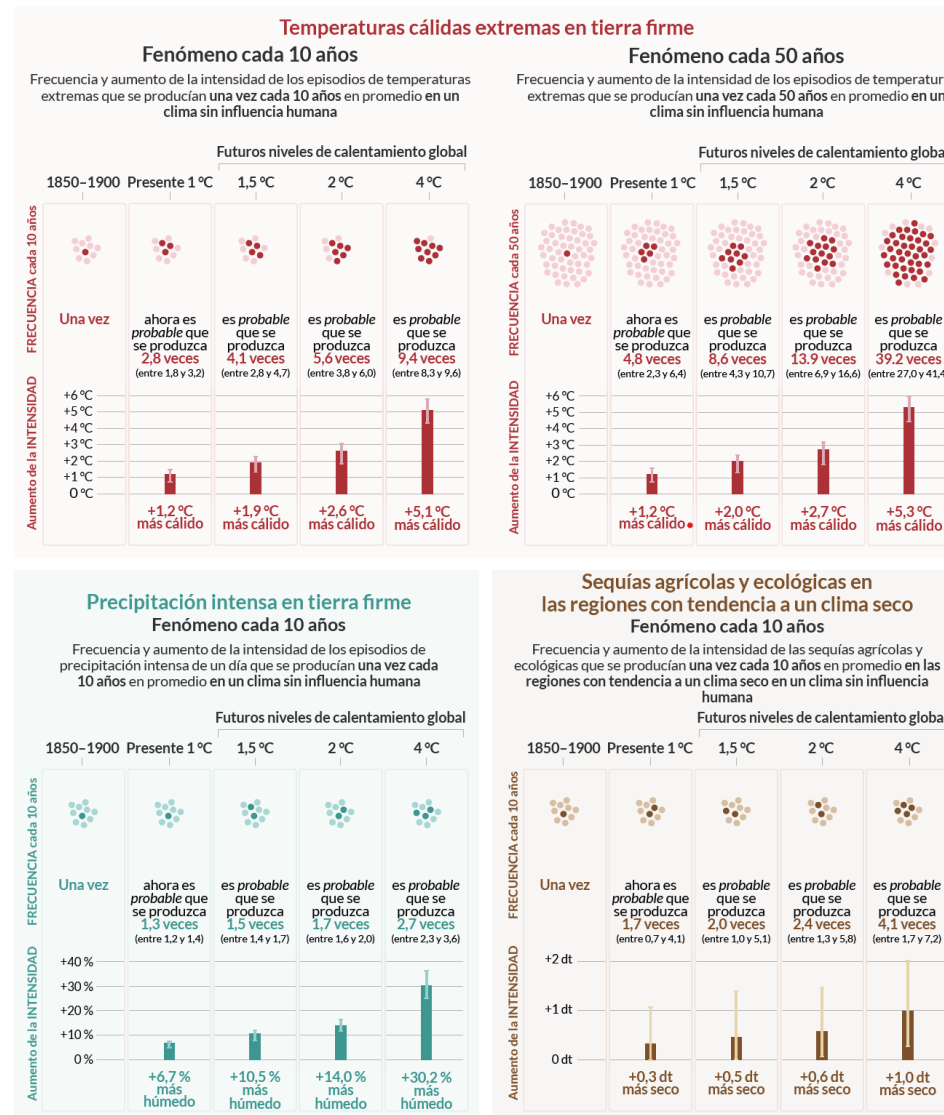 Temperaturas cálidas extremas en tierra firme
Fenómeno cada 10 años
Frecuencia y aumento de la intensidad de los episodios de temperaturas
extremas que se producían una vez cada 10 años en promedio en un
clima sin influencia humana
Futuros niveles de calentamiento global
1850–1900 Presente 1 ºC 1,5 ºC 2 ºC 4 ºC
FRECUENCIA cada 10 años
Una vez
ahora es
probable que
se produzca
2,8 veces
(entre 1,8 y 3,2)
es probable
que se
produzca
4,1 veces
(entre 2,8 y 4,7)
es probable
que se
produzca
5,6 veces
(entre 3,8 y 6,0)
es probable
que se
produzca
9,4 veces
(entre 8,3 y 9,6)
Aumento de la INTENSIDAD
+6 ºC
+5 ºC
+4 ºC
+3 ºC
+2 ºC
+1 ºC
0 ºC
+1,2 ºC
más cálido
+1,9 ºC
más cálido
+2,6 ºC
más cálido
+5,1 ºC
más cálido
Fenómeno cada 50 años
Frecuencia y aumento de la intensidad de los episodios de temperatur
extremas que se producían una vez cada 50 años en promedio en un
clima sin influencia humana
Futuros niveles de calentamiento global
1850–1900 Presente 1 ºC 1,5 ºC 2 ºC 4 ºC
FRECUENCIA cada 50 años
Una vez
ahora es
probable que
se produzca
4,8 veces
(entre 2,3 y 6,4)
es probable
que se
produzca
8,6 veces
(entre 4,3 y 10,7)
es probable
que se
produzca
13.9 veces
(entre 6,9 y 16,6)
es probable
que se
produzca
39.2 veces
(entre 27,0 y 41,4
Aumento de la INTENSIDAD
+6 ºC
+5 ºC
+4 ºC
+3 ºC
+2 ºC
+1 ºC
0 ºC
+1,2 ºC
más cálido
+2,0 ºC
más cálido
+2,7 ºC
más cálido
+5,3 ºC
más cálido
Precipitación intensa en tierra firme
Fenómeno cada 10 años
Frecuencia y aumento de la intensidad de los episodios de
precipitación intensa de un día que se producían una vez cada
10 años en promedio en un clima sin influencia humana
Futuros niveles de calentamiento global
1850–1900 Presente 1 ºC 1,5 ºC 2 ºC 4 ºC
FRECUENCIA cada 10 años
Una vez
ahora es
probable que
se produzca
1,3 veces
(entre 1,2 y 1,4)
es probable
que se
produzca
1,5 veces
(entre 1,4 y 1,7)
es probable
que se
produzca
1,7 veces
(entre 1,6 y 2,0)
es probable
que se
produzca
2,7 veces
(entre 2,3 y 3,6)
Aumento de la INTENSIDAD
+40 %
+30 %
+20 %
+10 %
0 %
+6,7 %
más
húmedo
+10,5 %
más
húmedo
+14,0 %
más
húmedo
+30,2 %
más
húmedo
Sequías agrícolas y ecológicas en
las regiones con tendencia a un clima seco
Fenómeno cada 10 años
Frecuencia y aumento de la intensidad de las sequías agrícolas y
ecológicas que se producían una vez cada 10 años en promedio en las
regiones con tendencia a un clima seco en un clima sin influencia
humana
Futuros niveles de calentamiento globa
1850–1900 Presente 1 ºC 1,5 ºC 2 ºC 4 ºC
FRECUENCIA cada 10 años
Una vez
ahora es
probable que
se produzca
1,7 veces
(entre 0,7 y 4,1)
es probable
que se
produzca
2,0 veces
(entre 1,0 y 5,1)
es probable
que se
produzca
2,4 veces
(entre 1,3 y 5,8)
es probable
que se
produzca
4,1 veces
(entre 1,7 y 7,2)
Aumento de la INTENSIDAD
+2 dt
+1 dt
0 dt
+0,3 dt
más seco
+0,5 dt
más seco
+0,6 dt
más seco
+1,0 dt
más seco